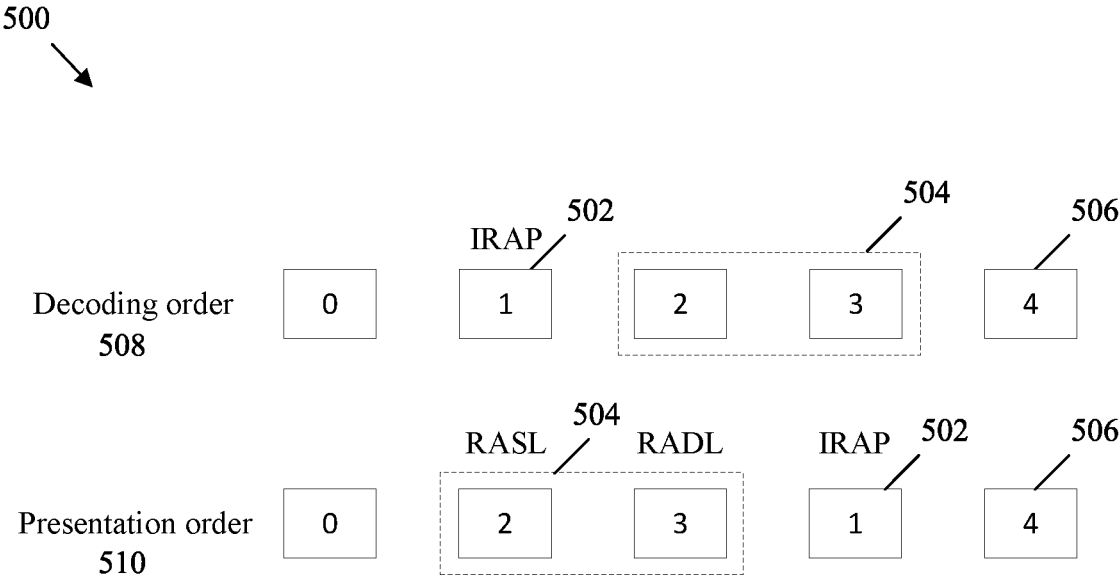 500
504
502
506
IRAP
Decoding order 0 1 2 3 4
508
504
502
506
RASL RADL IRAP
Presentation order 0 2 3 1 4
510